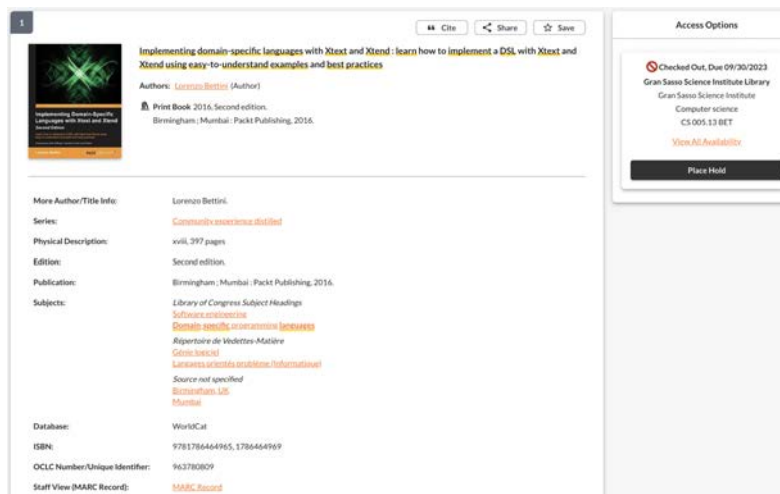 1
Cite
Share
Save
Implementing domain-specific languages with Xtext and Xtend : learn how to implement a DSL with Xtext and
Xtend using easy-to-understand examples and best practices
Authors: Lorenzo Bettini (Author)
Print Book 2016, Second edition.
Birmingham ; Mumbai : Packt Publishing, 2016.
Implementing Domain-Specific
Languages with Xtext and Xtend
Second Edition
More Author/Title Info: Lorenzo Bettini.
Series: Community experience distilled
Physical Description: xviii, 397 pages
Edition: Second edition.
Publication: Birmingham ; Mumbai : Packt Publishing, 2016.
Subjects: Library of Congress Subject Headings
Software engineering
Domain-specific programming languages
Répertoire de Vedettes-Matière
Génie logiciel
Langages orientés problème (Informatique)
Source not specified
Birmingham, UK
Mumbai
Database: WorldCat
ISBN: 9781786464965, 1786464969
OCLC Number/Unique Identifier: 963780809
Staff View (MARC Record): MARC Record
Access Options
Checked Out, Due 09/30/2023
Gran Sasso Science Institute Library
Gran Sasso Science Institute
Computer science
CS 005.13 BET
View All Availability
Place Hold